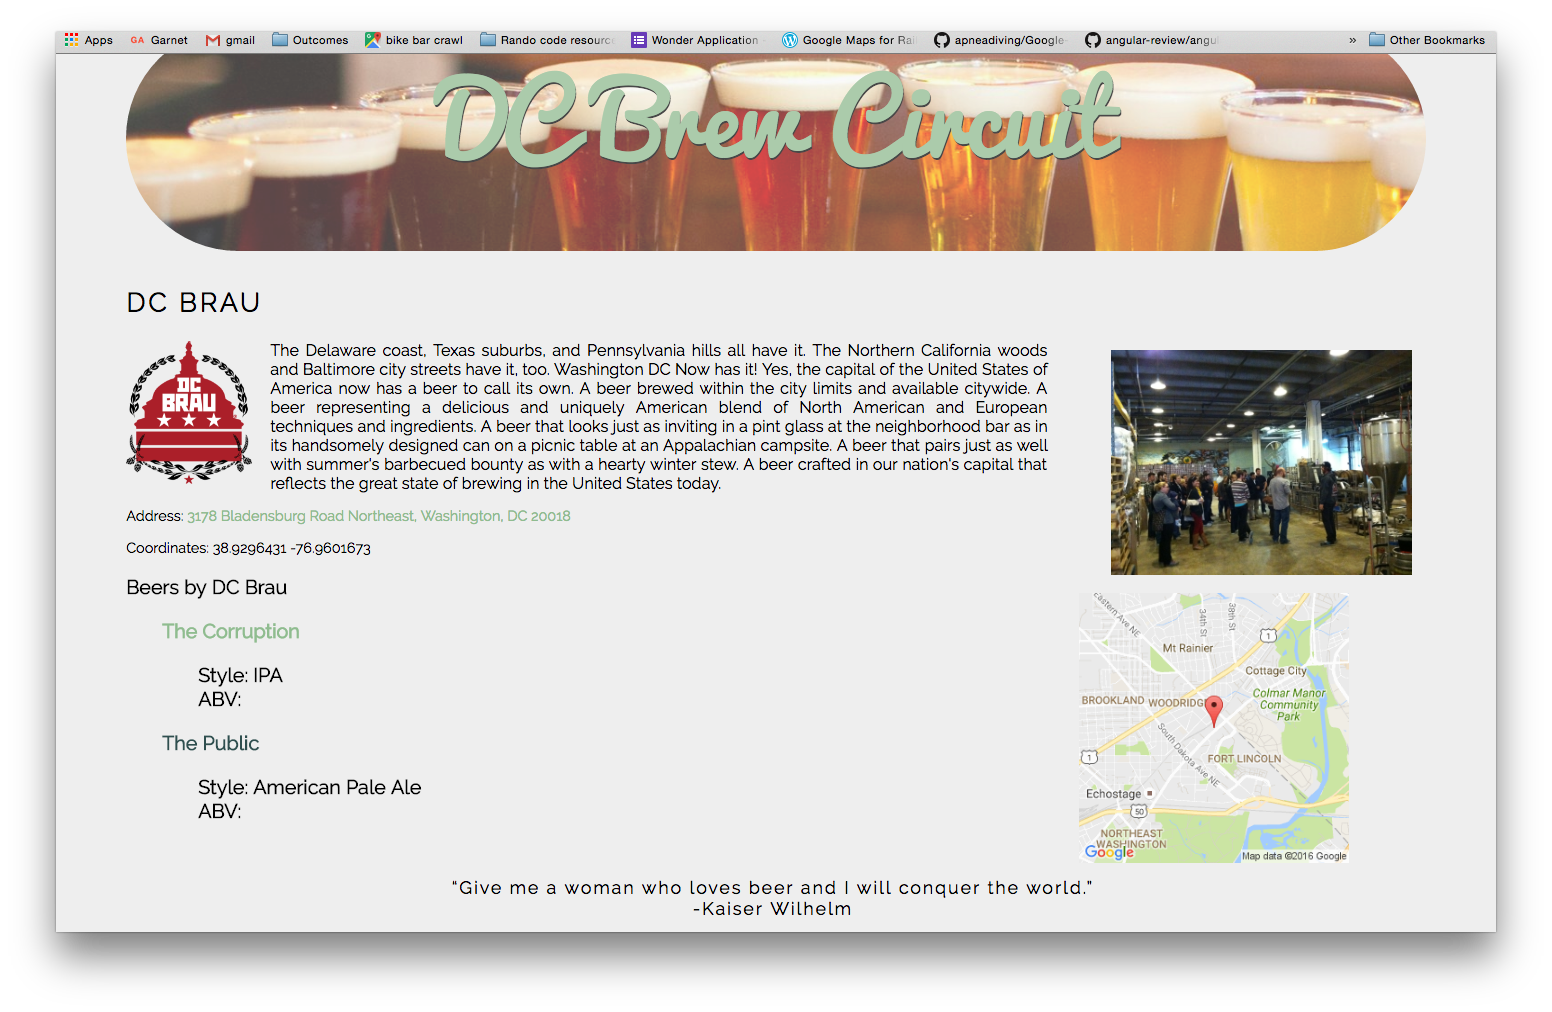 Apps GA Garnet gmail Outcomes bike bar crawl Rando code resourc Wonder Application Google Maps for Rai apneadiving/Google- angular-review/angu » Other Bookmarks
DC Brew Circuit
DC BRAU
DC
BRAU
The Delaware coast, Texas suburbs, and Pennsylvania hills all have it. The Northern California woods
and Baltimore city streets have it, too. Washington DC Now has it! Yes, the capital of the United States of
America now has a beer to call its own. A beer brewed within the city limits and available citywide. A
beer representing a delicious and uniquely American blend of North American and European
techniques and ingredients. A beer that looks just as inviting in a pint glass at the neighborhood bar as in
its handsomely designed can on a picnic table at an Appalachian campsite. A beer that pairs just as well
with summer's barbecued bounty as with a hearty winter stew. A beer crafted in our nation's capital that
reflects the great state of brewing in the United States today.
Address: 3178 Bladensburg Road Northeast, Washington, DC 20018
Coordinates: 38.9296431 -76.9601673
Beers by DC Brau
The Corruption
Style: IPA
ABV:
The Public
Style: American Pale Ale
ABV:
Eastern Ave NE
34th St
38th St
1
Mt Rainier
Cottage City
BROOKLAND
WOODRIDG
Colmar Manor
Community
Park
South Dakota Ave NE
1
FORT LINCOLN
Echostage
50
NORTHEAST
WASHINGTON
Google
Map data ©2016 Google
"Give me a woman who loves beer and I will conquer the world."
-Kaiser Wilhelm